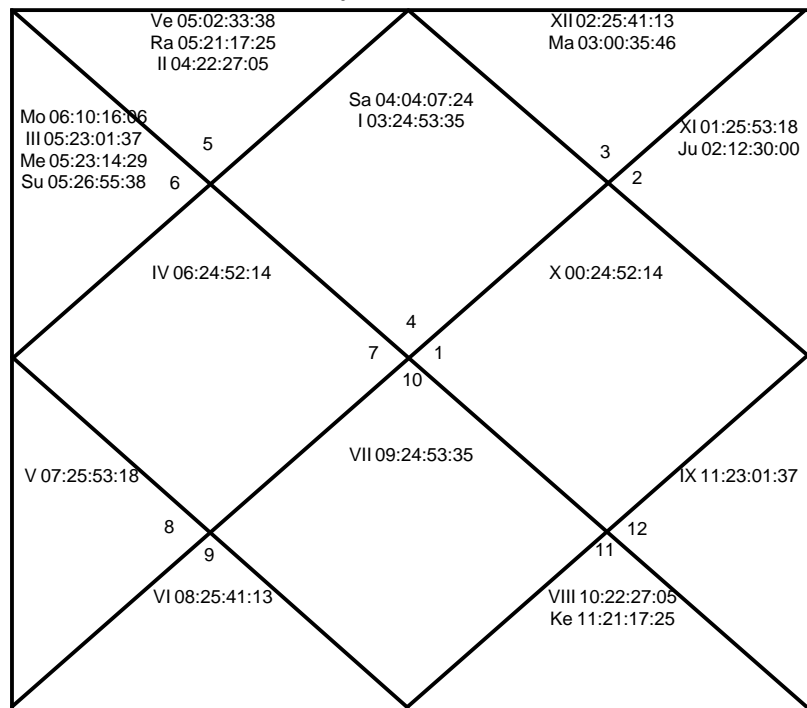 Ve 05:02:33:38
Ra 05:21:17:25
II 04:22:27:05
XII 02:25:41:13
Ma 03:00:35:46
Sa 04:04:07:24
I 03:24:53:35
Mo 06:10:16:06
III 05:23:01:37
Me 05:23:14:29
Su 05:26:55:38
XI 01:25:53:18
Ju 02:12:30:00
5
6
3
2
IV 06:24:52:14
X 00:24:52:14
4
7
1
10
VII 09:24:53:35
V 07:25:53:18
IX 11:23:01:37
8
9
12
11
VI 08:25:41:13
VIII 10:22:27:05
Ke 11:21:17:25